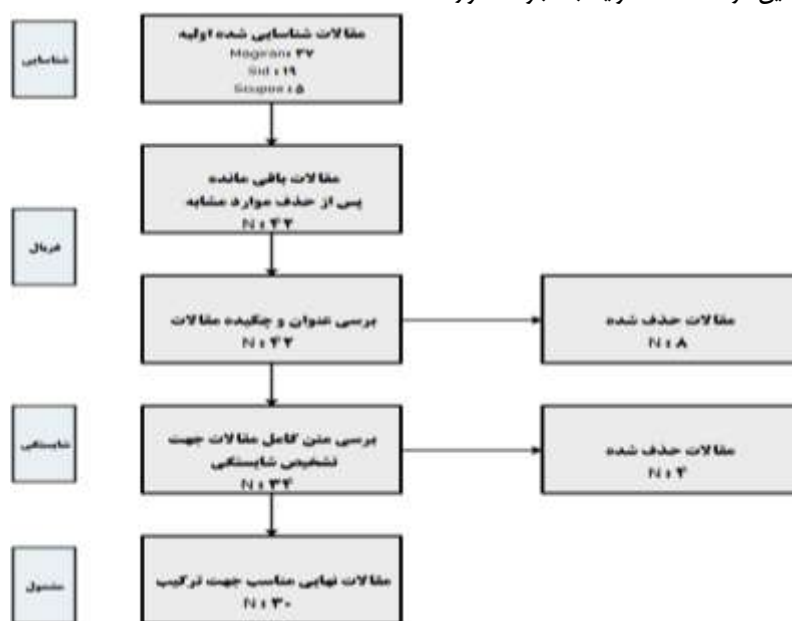 شناسایی
مقالات شناسایی شده اولیه
Magiran: ۳۷
Sid : ۱۹
Scopus : ۵
غربال
مقالات باقی مانده
پس از حذف موارد مشابه
N : ۴۲
بررسی عنوان و چکیده مقالات
N : ۴۲
مقالات حذف شده
N : ۸
شایستگی
بررسی متن کامل مقالات جهت
تشخیص شایستگی
N : ۳۴
مقالات حذف شده
N : ۴
مشمول
مقالات نهایی مناسب جهت ترکیب
N : ۳۰